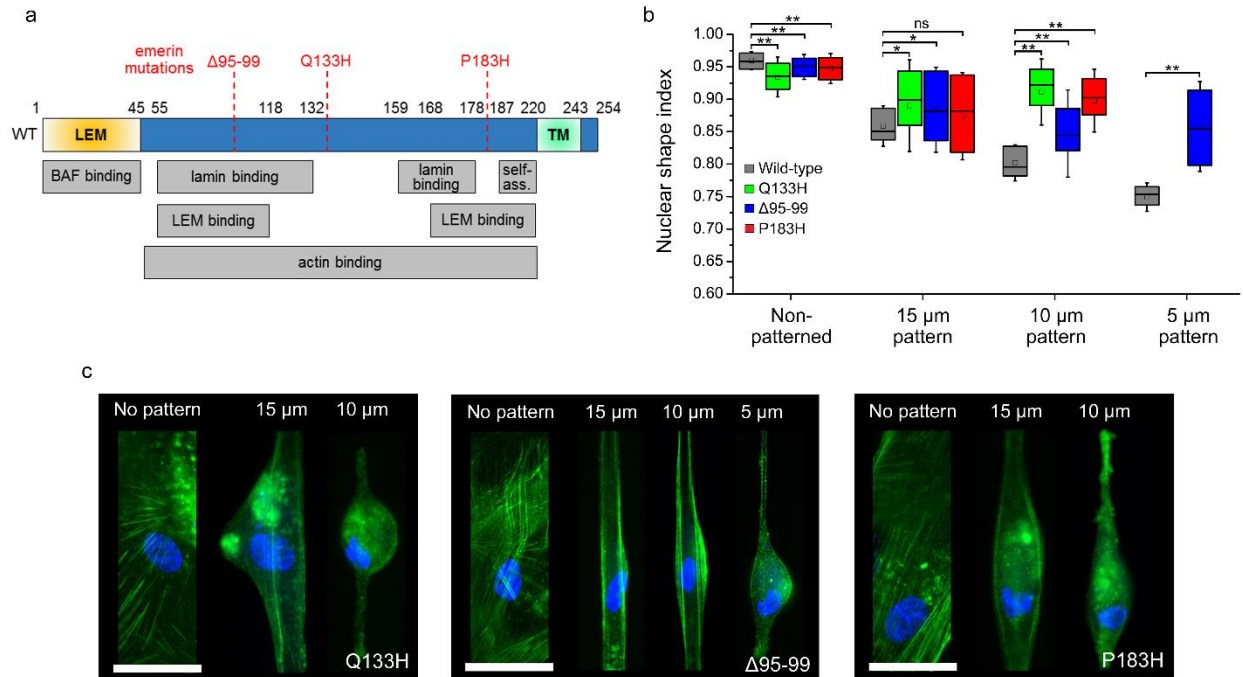 a
emerin
mutations
Δ95-99
Q133H
P183H
1 45 55 118 132 159 168 178 187 220 243 254
WT LEM TM
BAF binding
lamin binding
lamin
binding
self-
ass.
LEM binding
LEM binding
actin binding
b
Nuclear shape index
1.00
0.95
0.90
0.85
0.80
0.75
0.70
0.65
0.60
**
**
**
ns
*
*
**
**
**
**
Wild-type
Q133H
Δ95-99
P183H
Non-
patterned
15 µm
pattern
10 µm
pattern
5 µm
pattern
c
No pattern 15 µm 10 µm
Q133H
No pattern 15 µm 10 µm 5 µm
Δ95-99
No pattern 15 µm 10 µm
P183H